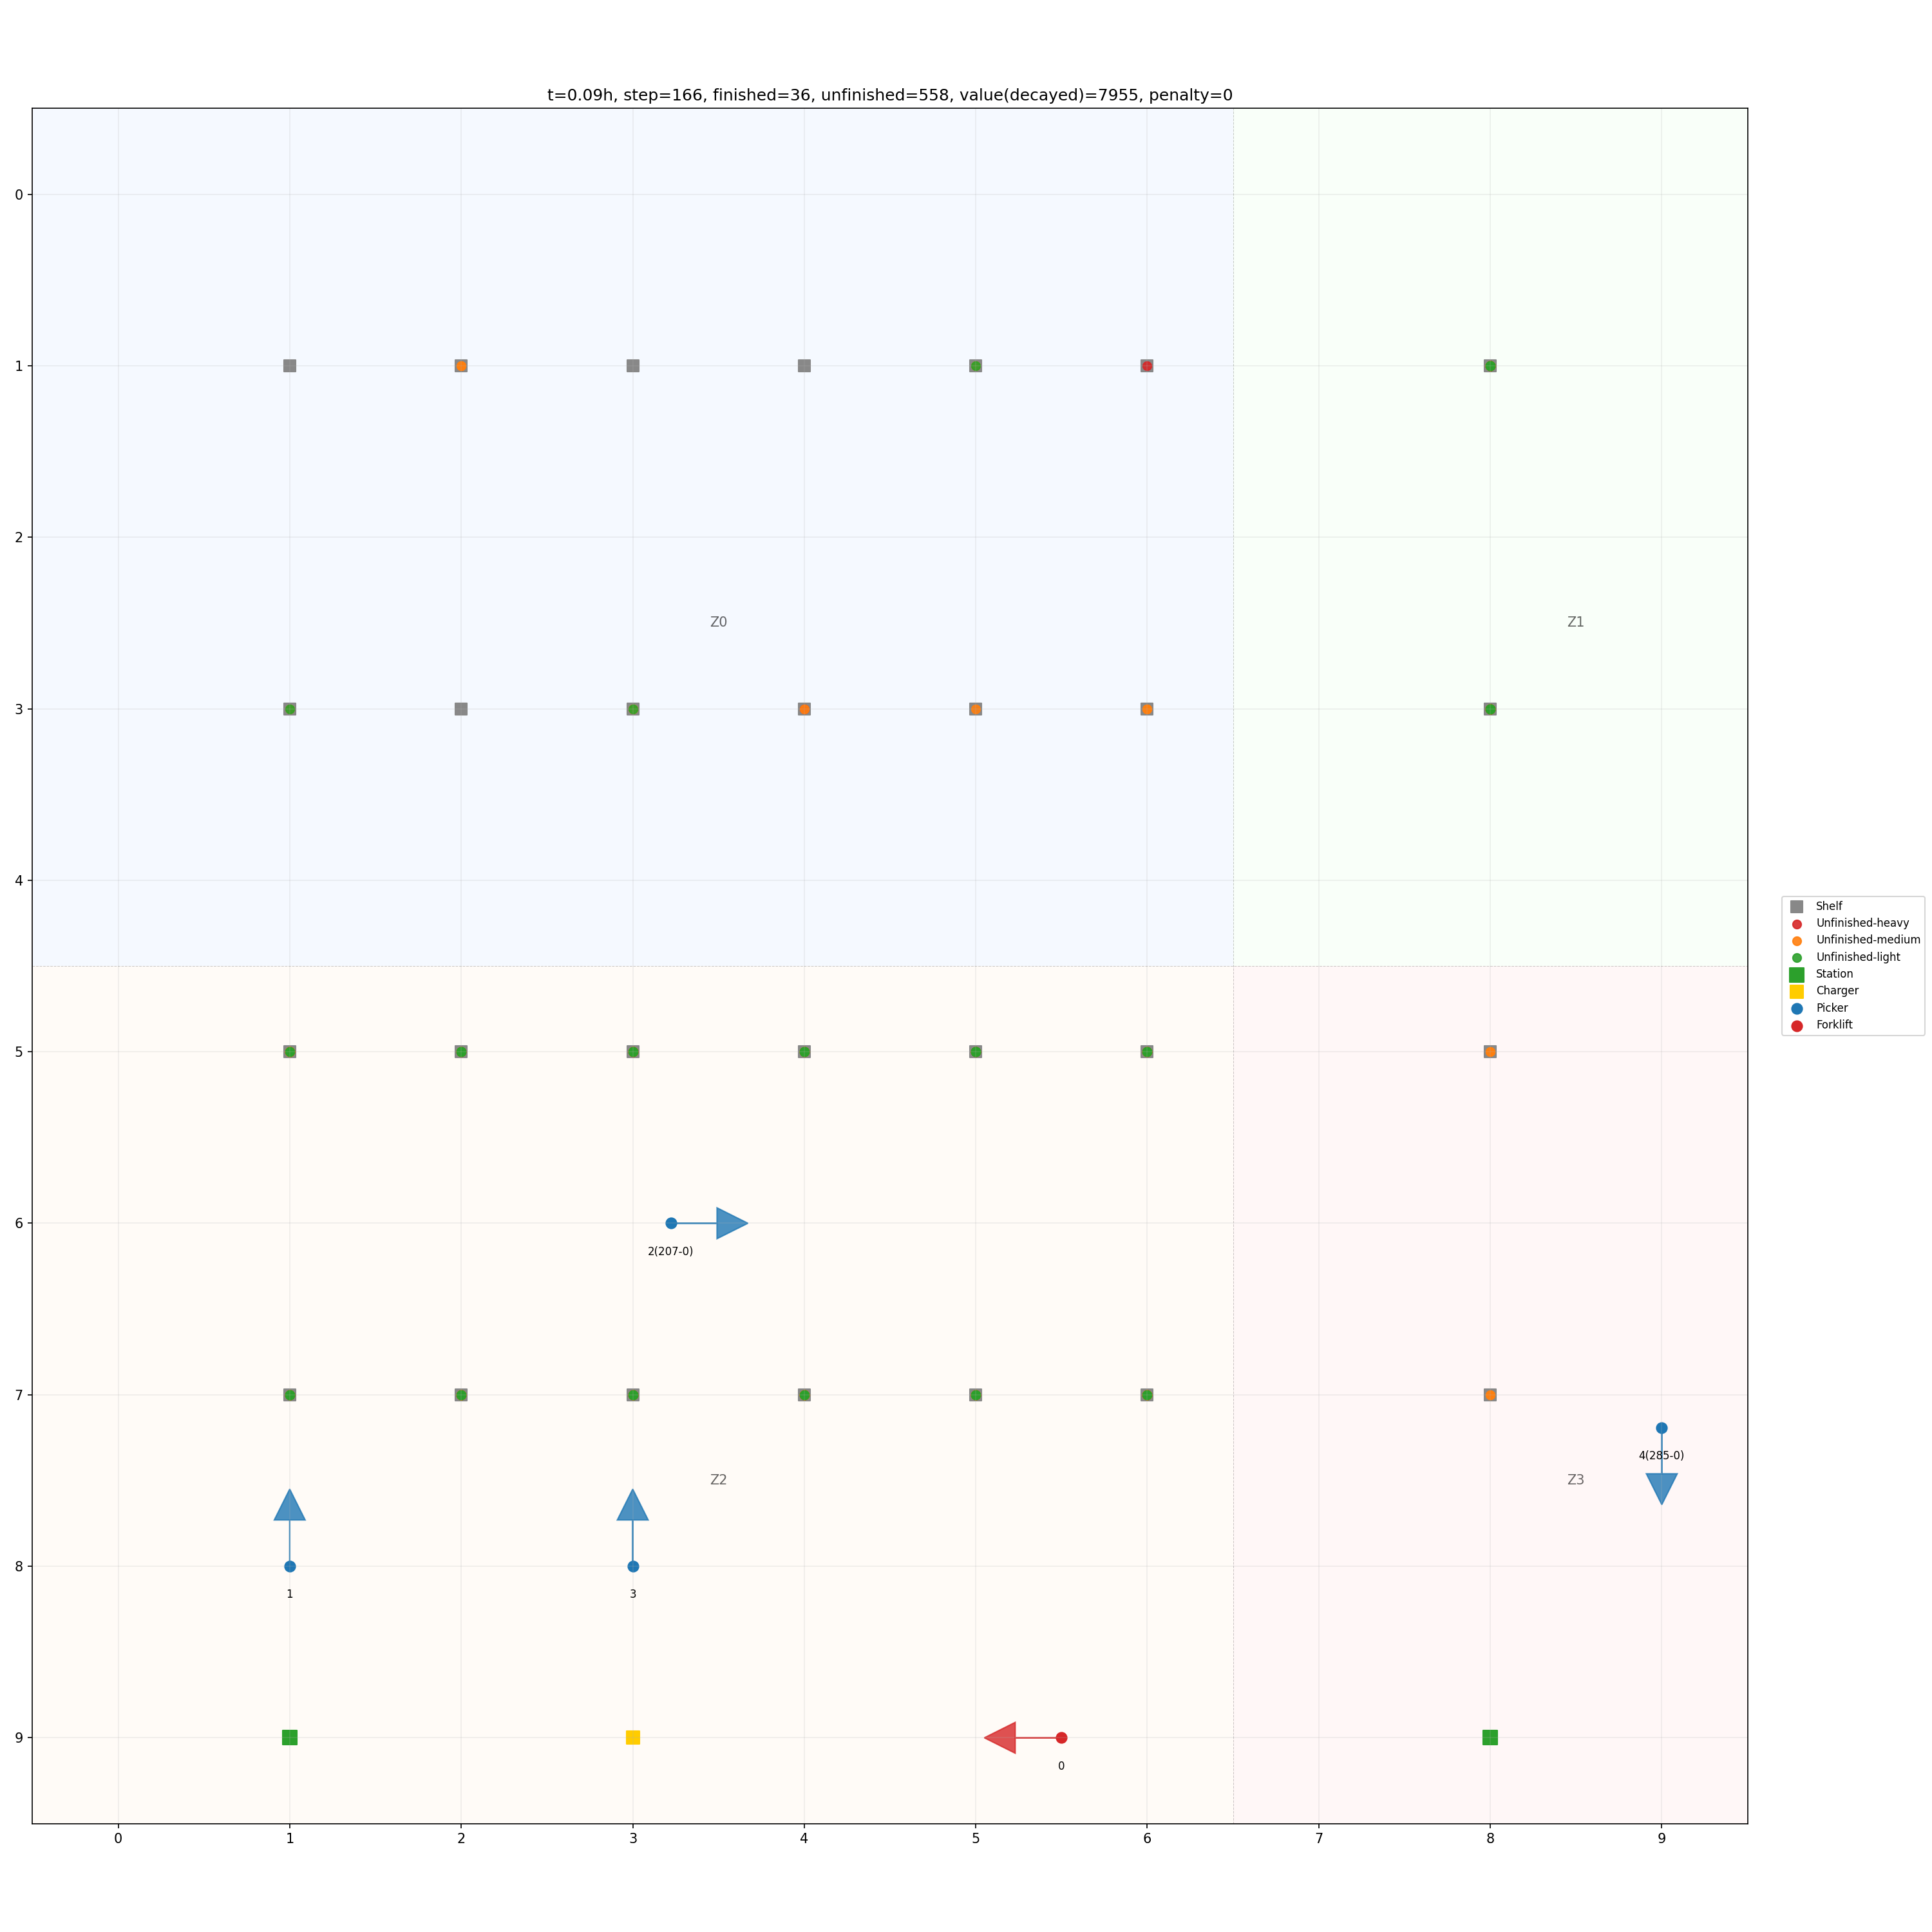 t=0.09h, step=166, finished=36, unfinished=558, value(decayed)=7955, penalty=0
0
1
2
Z0
Z1
3
4
Shelf
Unfinished-heavy
Unfinished-medium
Unfinished-light
Station
Charger
Picker
Forklift
5
6
2(207-0)
7
4(285-0)
Z2
Z3
8
1
3
9
0
0 1 2 3 4 5 6 7 8 9